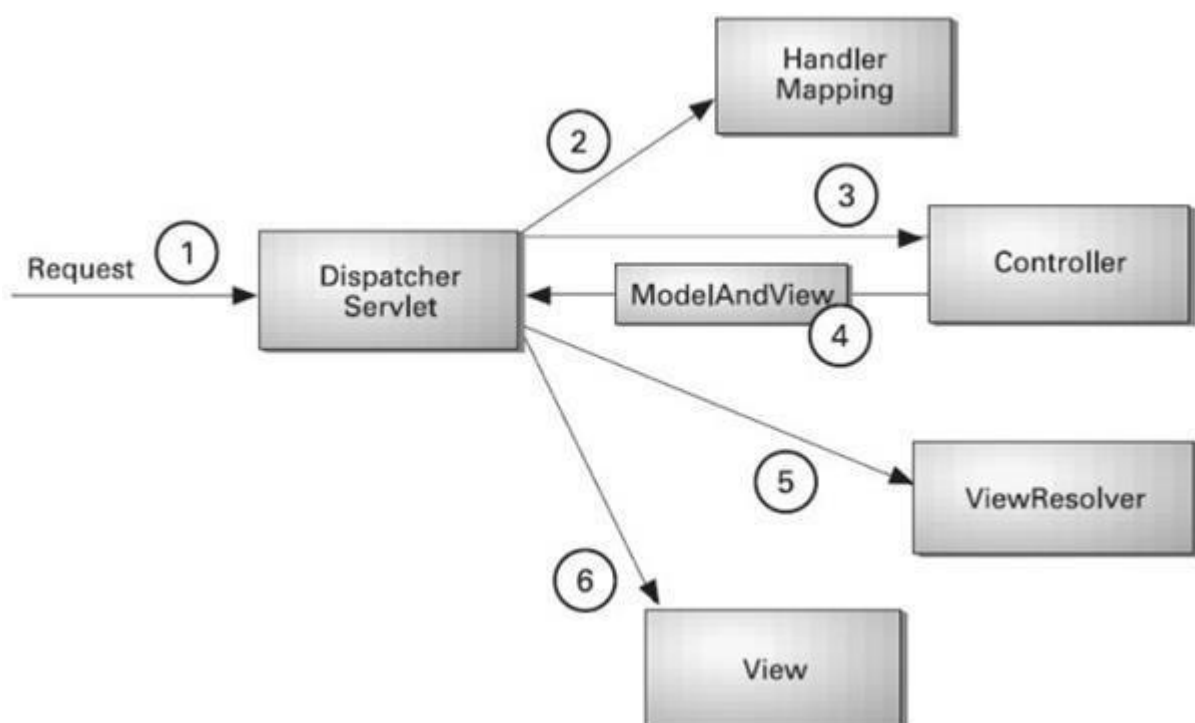 Handler
Mapping
2
3
1
Request
Dispatcher
Servlet
Controller
ModelAndView
4
5
ViewResolver
6
View